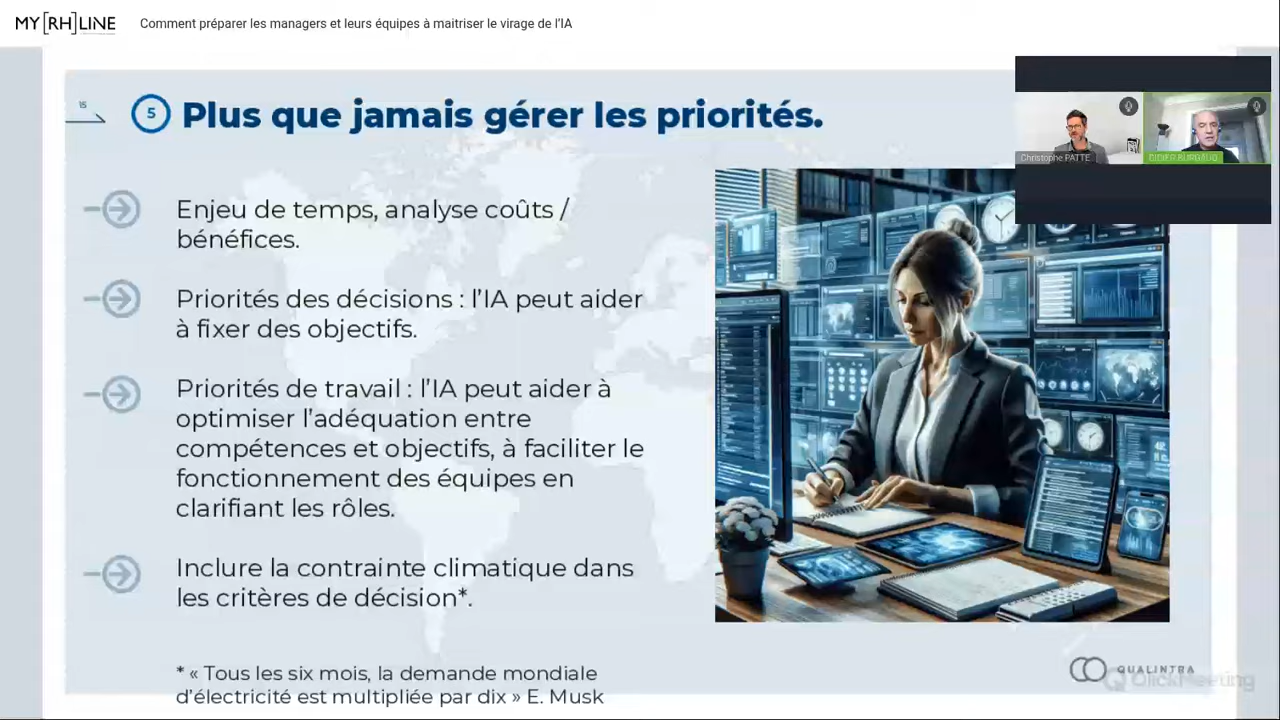 MY[RH]LINE
Comment préparer les managers et leurs équipes à maitriser le virage de l'IA
15
5 Plus que jamais gérer les priorités.
Christophe PATTE
DIDIER BURGAUD
Enjeu de temps, analyse coûts /
bénéfices.
Priorités des décisions : l'IA peut aider
à fixer des objectifs.
Priorités de travail : l'IA peut aider à
optimiser l'adéquation entre
compétences et objectifs, à faciliter le
fonctionnement des équipes en
clarifiant les rôles.
Inclure la contrainte climatique dans
les critères de décision*.
* « Tous les six mois, la demande mondiale
d'électricité est multipliée par dix » E. Musk
QUALINTRA
ClickMeeting